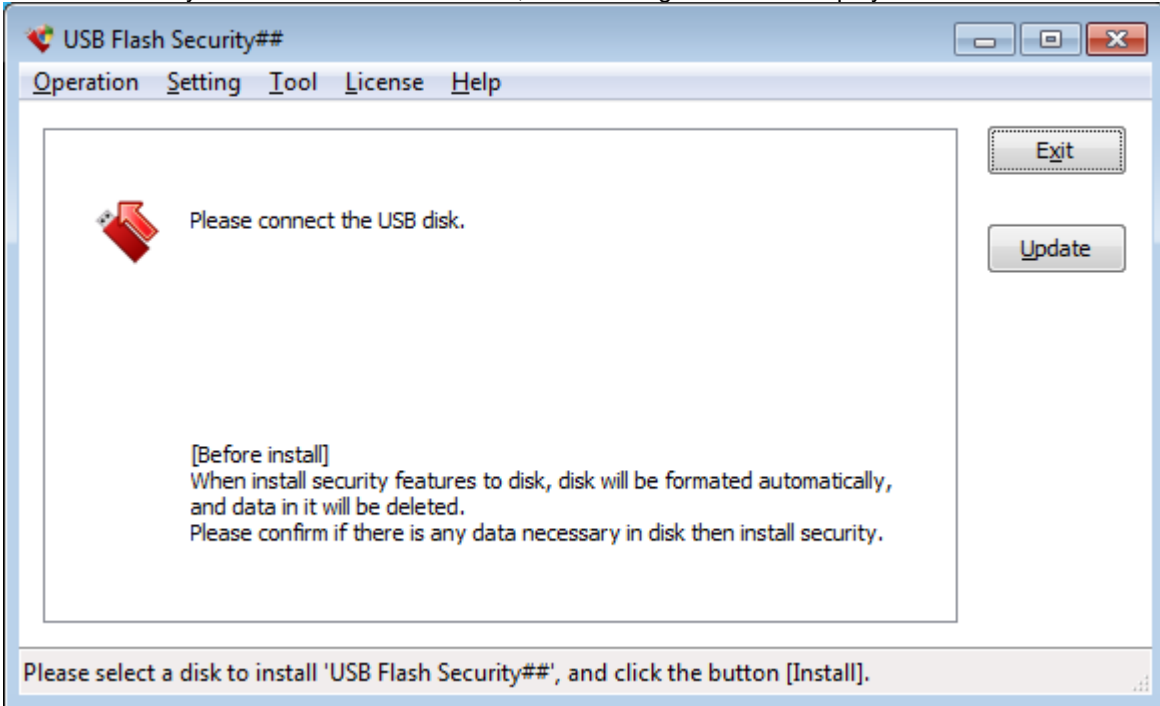 USB Flash Security##
Operation Setting Tool License Help
Please connect the USB disk.
Exit
Update
[Before install]
When install security features to disk, disk will be formated automatically,
and data in it will be deleted.
Please confirm if there is any data necessary in disk then install security.
Please select a disk to install 'USB Flash Security##', and click the button [Install].